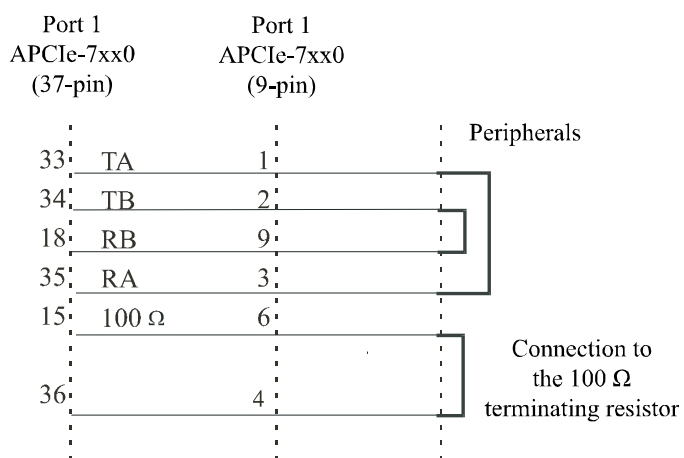 Port 1
APCIe-7xx0
(37-pin)
Port 1
APCIe-7xx0
(9-pin)
Peripherals
33 TA 1
34 TB 2
18 RB 9
35 RA 3
15 100 Ω 6
36 4
Connection to
the 100 Ω
terminating resistor